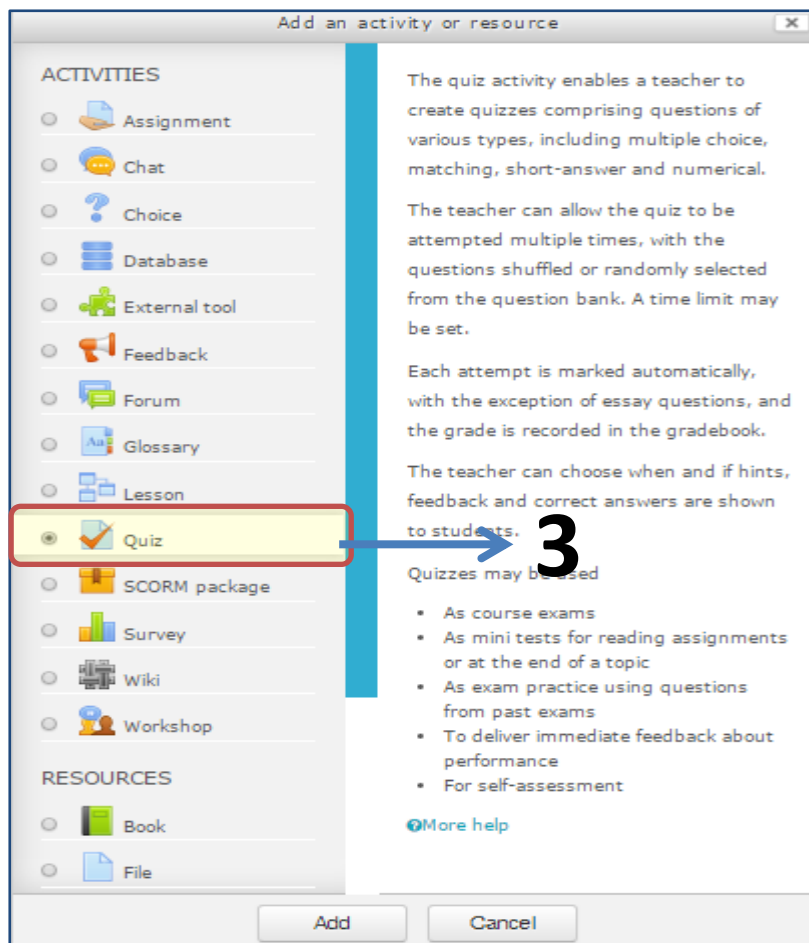 Add an activity or resource
ACTIVITIES
Assignment
Chat
Choice
Database
External tool
Feedback
Forum
Aa
Glossary
Lesson
Quiz
SCORM package
Survey
Wiki
Workshop
RESOURCES
Book
File
The quiz activity enables a teacher to
create quizzes comprising questions of
various types, including multiple choice,
matching, short-answer and numerical.
The teacher can allow the quiz to be
attempted multiple times, with the
questions shuffled or randomly selected
from the question bank. A time limit may
be set.
Each attempt is marked automatically,
with the exception of essay questions, and
the grade is recorded in the gradebook.
The teacher can choose when and if hints,
feedback and correct answers are shown
to students.
3
Quizzes may be used
• As course exams
• As mini tests for reading assignments
or at the end of a topic
• As exam practice using questions
from past exams
• To deliver immediate feedback about
performance
• For self-assessment
More help
Add
Cancel